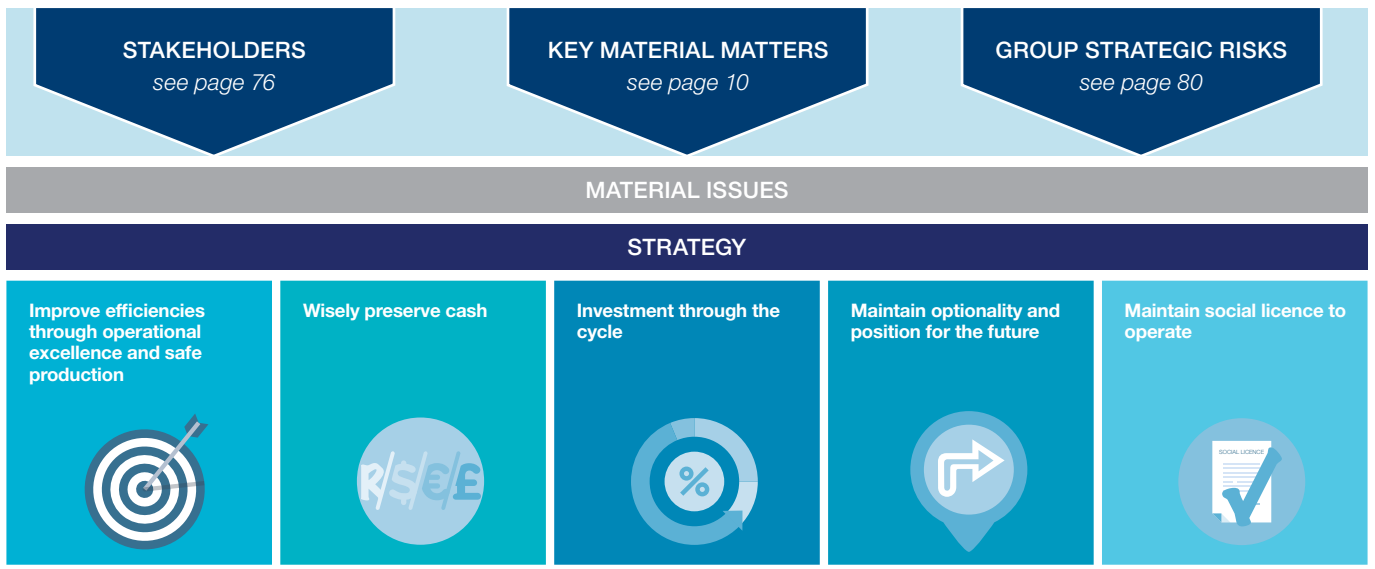 STAKEHOLDERS
see page 76
KEY MATERIAL MATTERS
see page 10
GROUP STRATEGIC RISKS
see page 80
MATERIAL ISSUES
STRATEGY
Improve efficiencies
through operational
excellence and safe
production
Wisely preserve cash
Investment through the
cycle
Maintain optionality and
position for the future
Maintain social licence to
operate
R/$/€/£
%
SOCIAL LICENCE